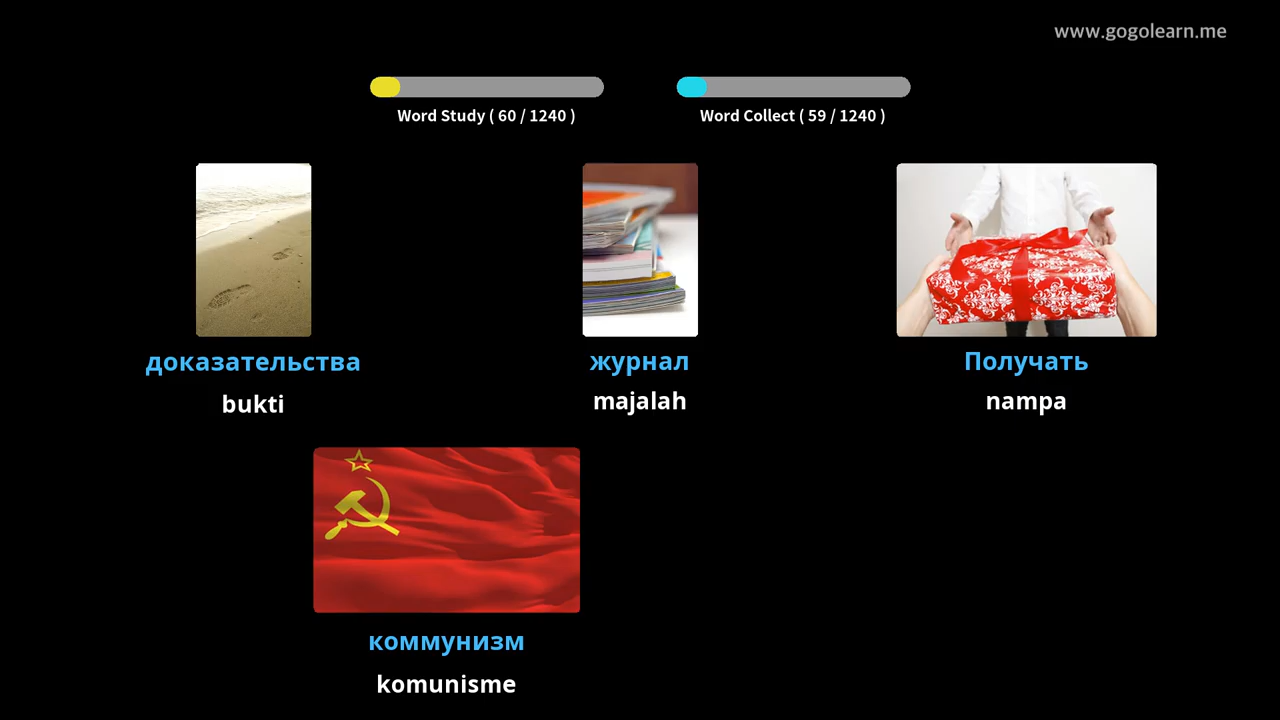 www.gogolearn.me
Word Study ( 60 / 1240 )
Word Collect ( 59 / 1240 )
доказательства
bukti
журнал
majalah
Получать
nampa
коммунизм
komunisme